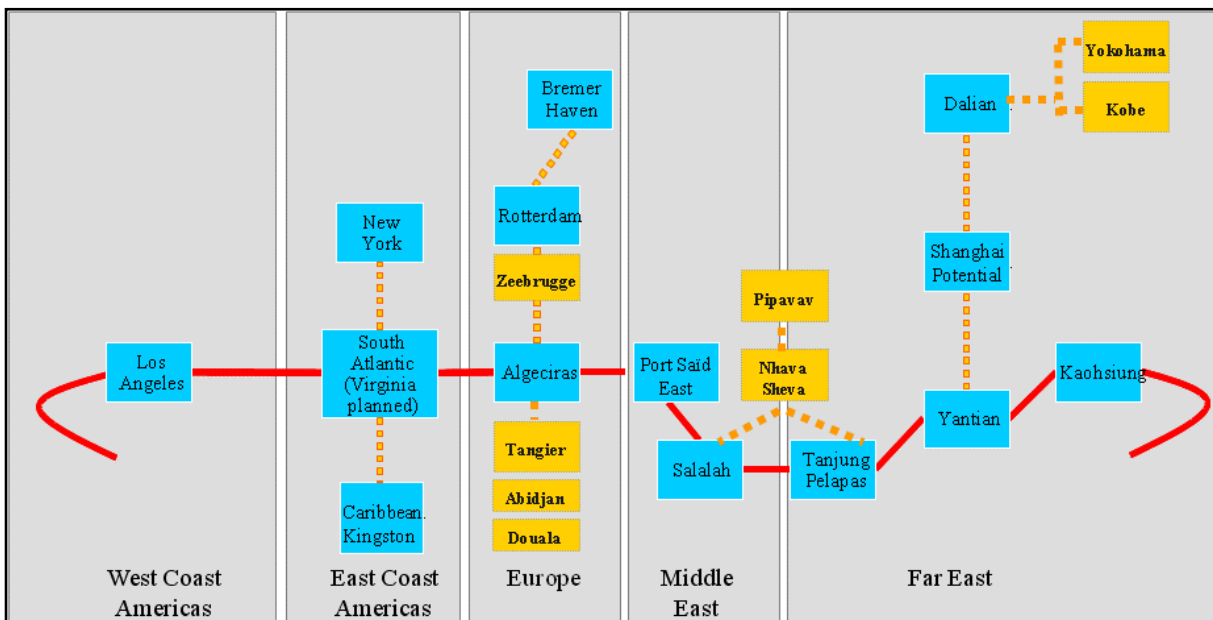 Yokohama
Bremer
Haven
Dalian
Kobe
New
York
Rotterdam
Shanghai
Potential
Zeebrugge
Pipavav
Los
Angeles
South
Atlantic
(Virginia
planned)
Algeciras
Port Saïd
East
Nhava
Sheva
Kaohsiung
Yantian
Tangier
Salalah
Tanjung
Pelapas
Abidjan
Caribbean.
Kingston
Douala
West Coast
Americas
East Coast
Americas
Europe
Middle
East
Far East